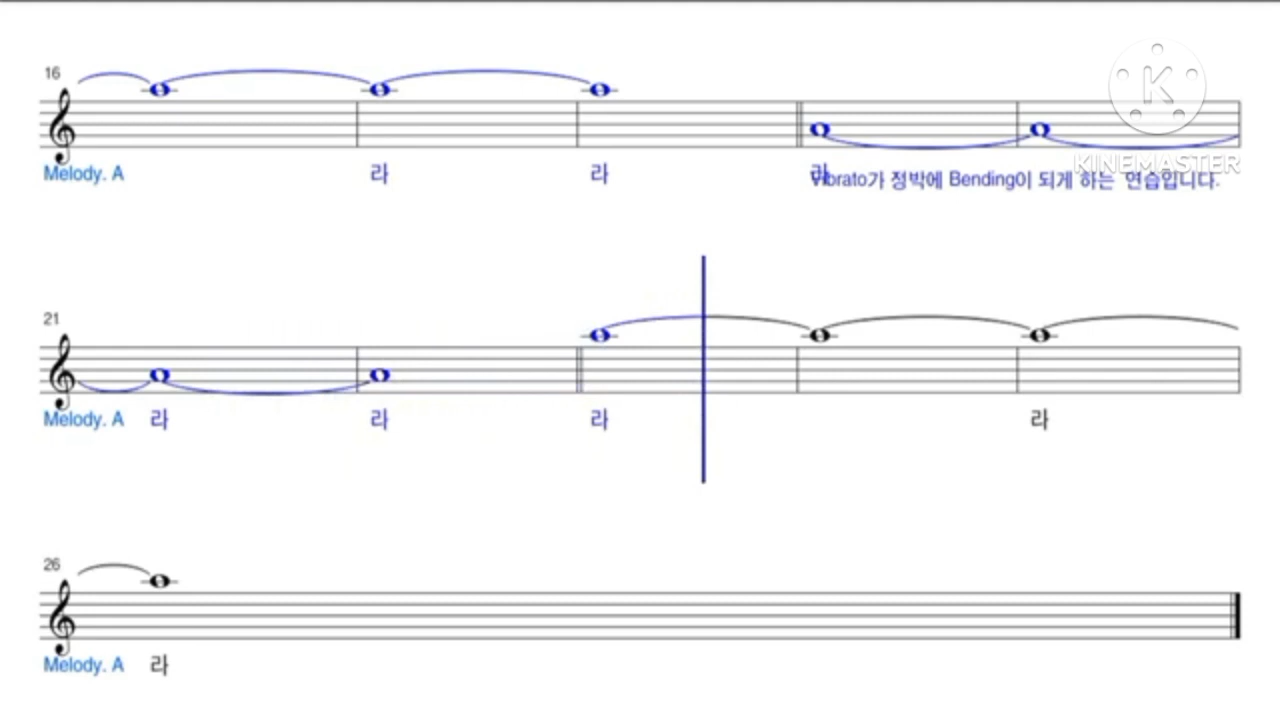 16
Melody. A 라 라 라
Vibrato가 정박에 Bending이 되게 하는 연습입니다.
KINEMASTER
21
Melody. A 라 라 라 라
26
Melody. A 라